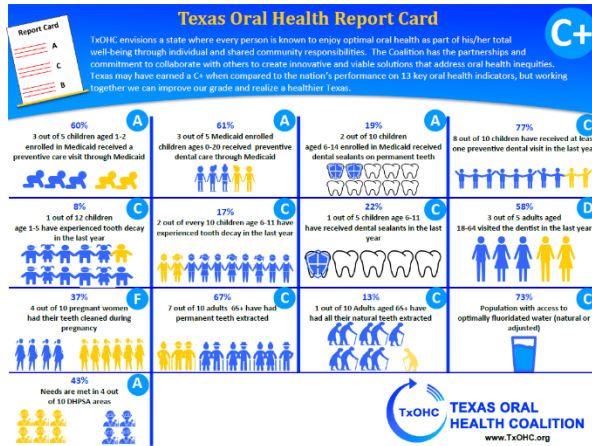 Report Card
A
C
B
Texas Oral Health Report Card
C+
TxOHC envisions a state where every person is known to enjoy optimal oral health as part of his/her total
well-being through individual and shared community responsibilities. The Coalition has the partnerships and
commitment to collaborate with others to create innovative and viable solutions that address oral health inequities.
Texas may have earned a C+ when compared to the nation's performance on 13 key oral health indicators, but working
together we can improve our grade and realize a healthier Texas.
60%
A
3 out of 5 children aged 1-2
enrolled in Medicaid received a
preventive care visit through Medicaid
61%
A
3 out of 5 Medicaid enrolled
children ages 0-20 received preventive
dental care through Medicaid
19%
A
2 out of 10 children
aged 6-14 enrolled in Medicaid received
dental sealants on permanent teeth
77%
C
8 out of 10 children have received at least
one preventive dental visit in the last year
8%
C
1 out of 12 children
age 1-5 have experienced tooth decay
in the last year
17%
C
2 out of every 10 children age 6-11 have
experienced tooth decay in the last year
22%
C
1 out of 5 children age 6-11
have received dental sealants in the last
year
58%
D
3 out of 5 adults aged
18-64 visited the dentist in the last year
37%
F
4 out of 10 pregnant women
had their teeth cleaned during
pregnancy
67%
C
7 out of 10 adults 65+ have had
permanent teeth extracted
13%
C
1 out of 10 Adults aged 65+ have
had all their natural teeth extracted
73%
C
Population with access to
optimally fluoridated water (natural or
adjusted)
43%
A
Needs are met in 4 out
of 10 DHPSA areas
TxOHC
TEXAS ORAL
HEALTH COALITION
www.TxOHC.org